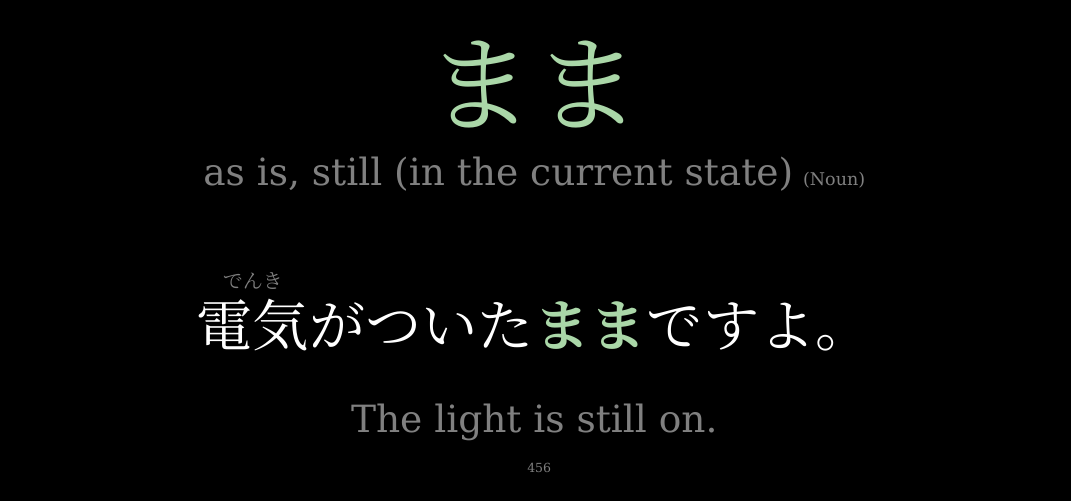 まま
as is, still (in the current state) (Noun)
でんき
電気がついたままですよ。
The light is still on.
456